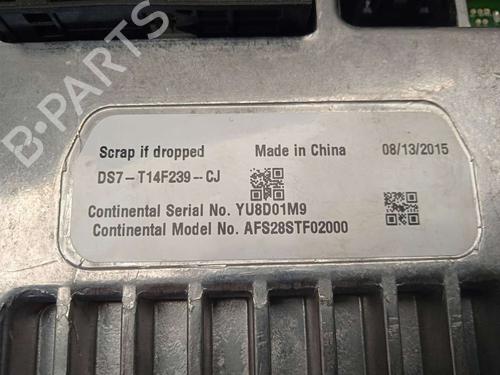 B-PARTS
Scrap if dropped Made in China 08/13/2015
DS7-T14F239-CJ
Continental Serial No. YU8D01M9
Continental Model No. AFS28STF02000